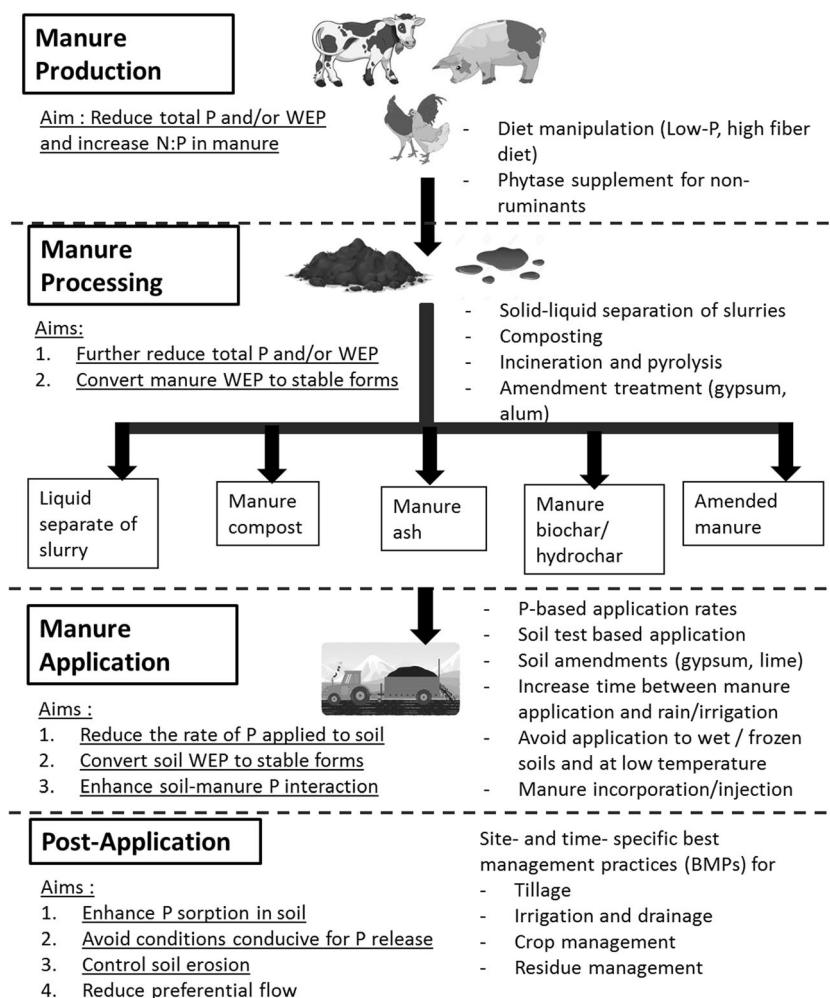 Manure
Production
Aim : Reduce total P and/or WEP
and increase N:P in manure
- Diet manipulation (Low-P, high fiber
diet)
- Phytase supplement for non-
ruminants
Manure
Processing
Aims:
1. Further reduce total P and/or WEP
2. Convert manure WEP to stable forms
- Solid-liquid separation of slurries
- Composting
- Incineration and pyrolysis
- Amendment treatment (gypsum,
alum)
Liquid
separate of
slurry
Manure
compost
Manure
ash
Manure
biochar/
hydrochar
Amended
manure
Manure
Application
Aims :
1. Reduce the rate of P applied to soil
2. Convert soil WEP to stable forms
3. Enhance soil-manure P interaction
- P-based application rates
- Soil test based application
- Soil amendments (gypsum, lime)
- Increase time between manure
application and rain/irrigation
- Avoid application to wet / frozen
soils and at low temperature
- Manure incorporation/injection
Post-Application
Aims :
1. Enhance P sorption in soil
2. Avoid conditions conducive for P release
3. Control soil erosion
4. Reduce preferential flow
Site- and time- specific best
management practices (BMPs) for
- Tillage
- Irrigation and drainage
- Crop management
- Residue management